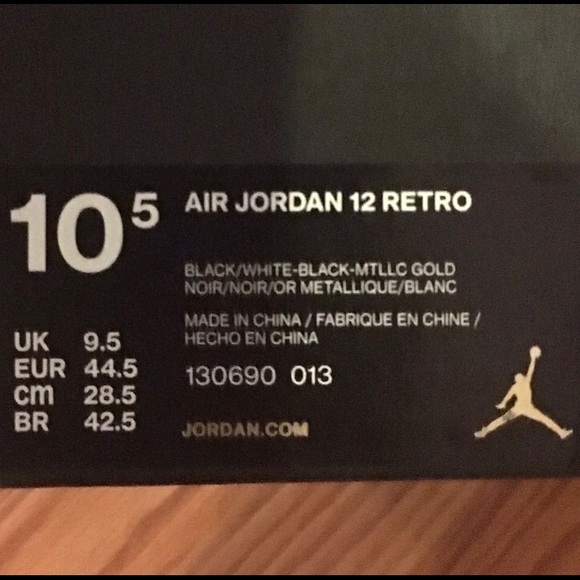 10 5
AIR JORDAN 12 RETRO
BLACK/WHITE-BLACK-MTLLC GOLD
NOIR/NOIR/OR METALLIQUE/BLANC
MADE IN CHINA / FABRIQUE EN CHINE /
HECHO EN CHINA
130690 013
JORDAN.COM
UK 9.5
EUR 44.5
cm 28.5
BR 42.5